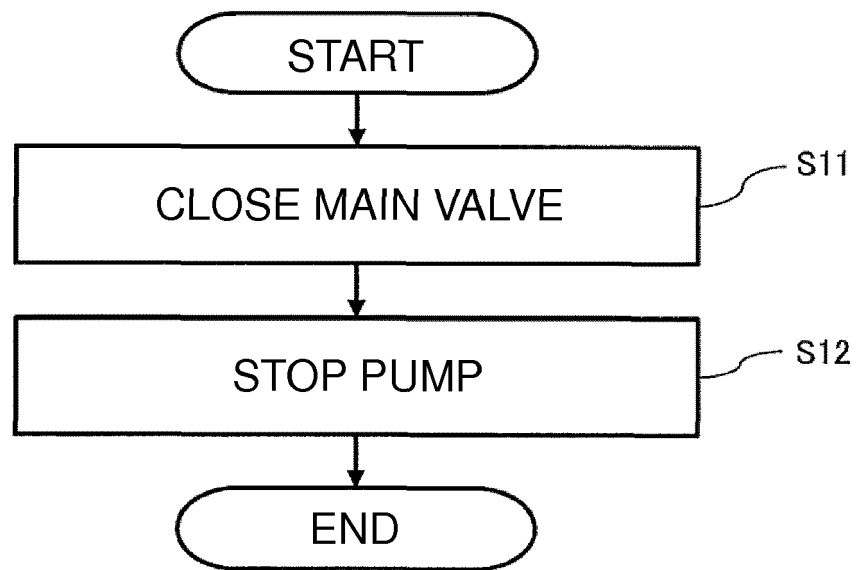 START
CLOSE MAIN VALVE
S11
STOP PUMP
S12
END